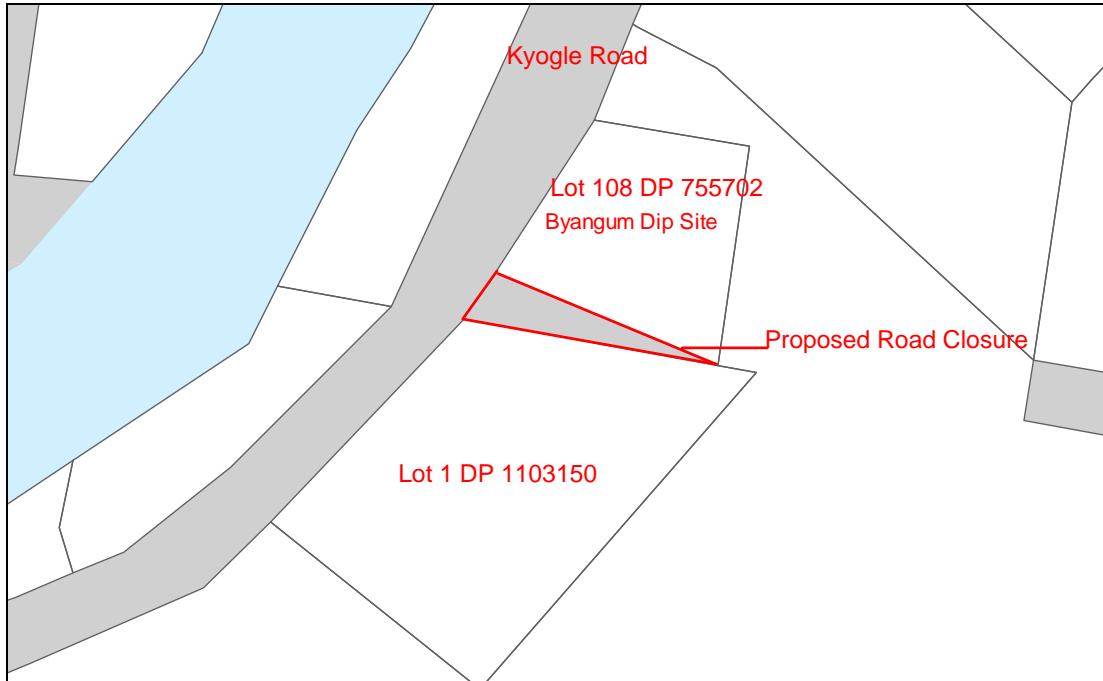 Kyogle Road
Lot 108 DP 755702
Byangum Dip Site
Proposed Road Closure
Lot 1 DP 1103150